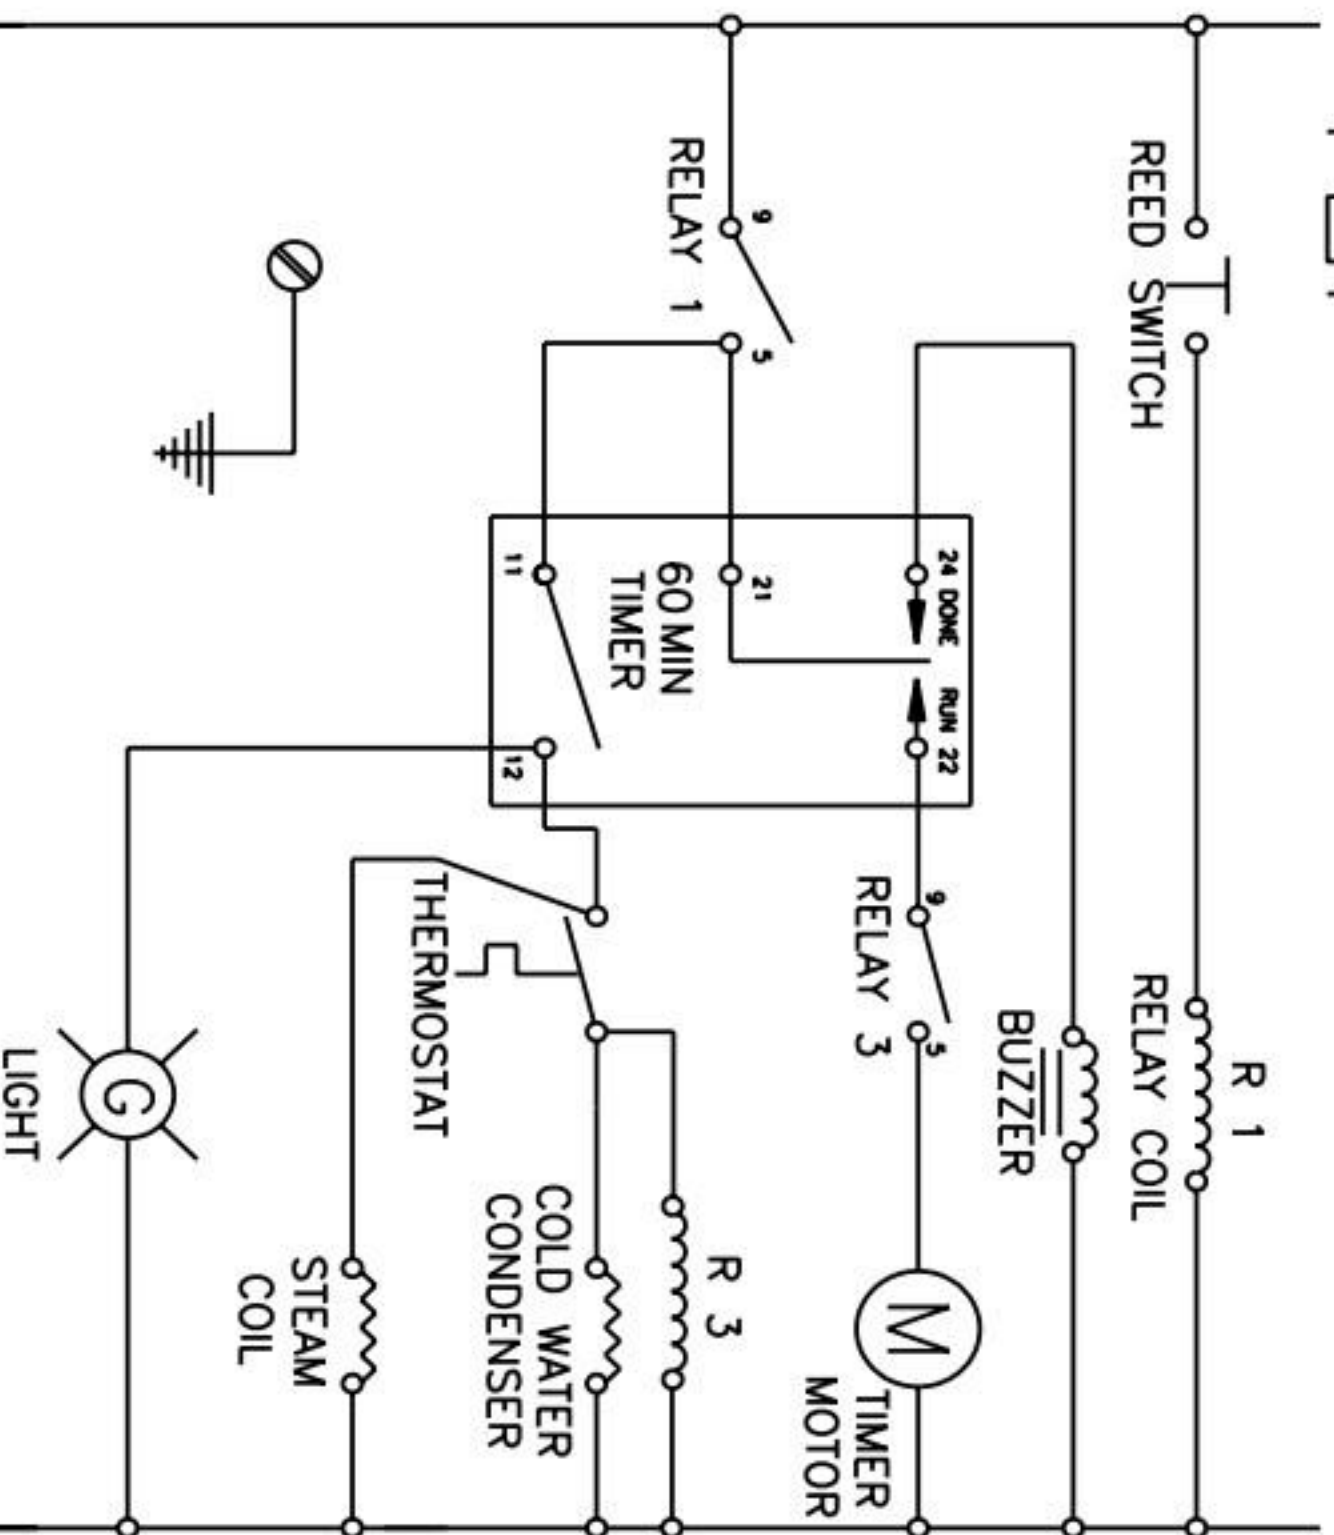 REED SWITCH
R 1
RELAY COIL
BUZZER
RELAY 1
9
5
24 DONE
RUN 22
21
60 MIN
TIMER
11
12
9
5
RELAY 3
M
TIMER
MOTOR
THERMOSTAT
R 3
COLD WATER
CONDENSER
STEAM
COIL
G
LIGHT